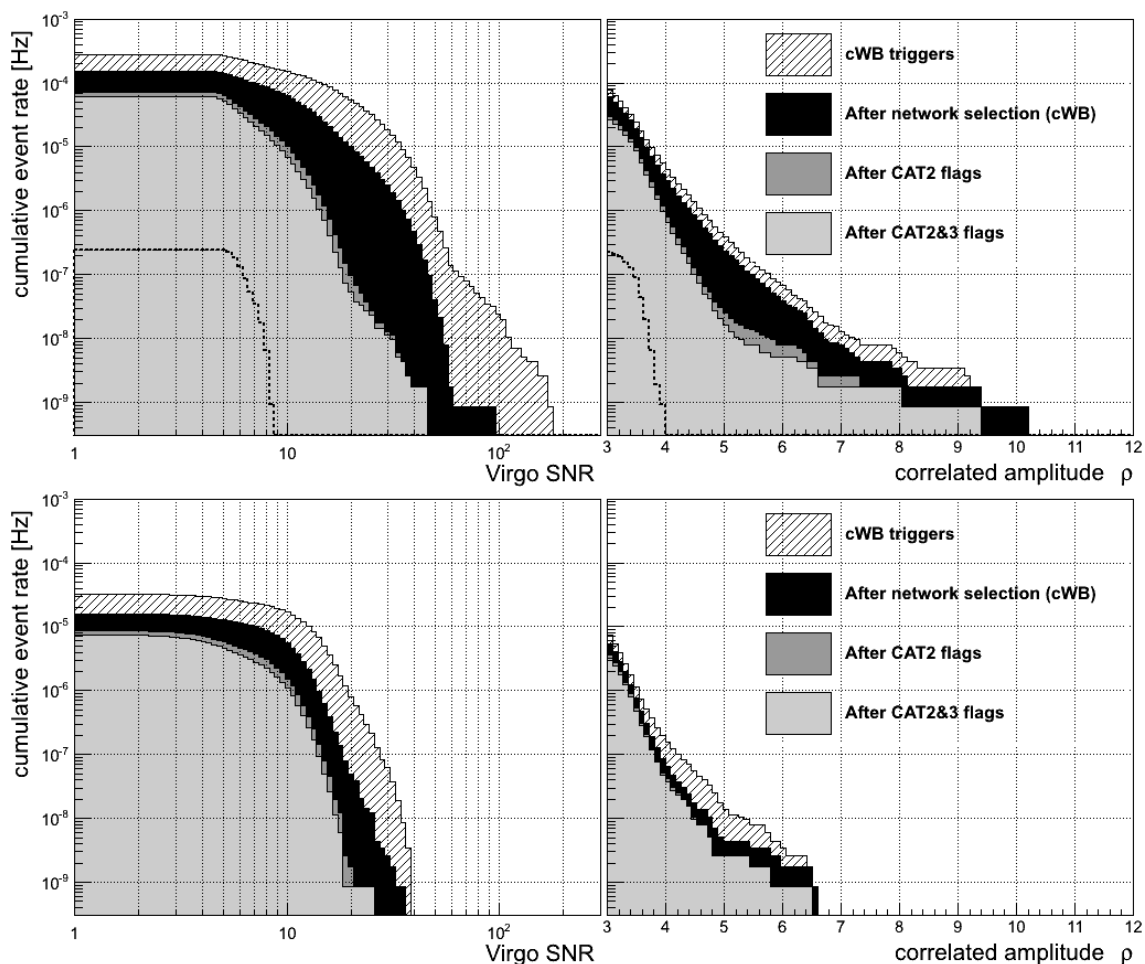 cumulative event rate [Hz]
10-3
10-4
10-5
10-6
10-7
10-8
10-9
1 10 102
Virgo SNR
cWB triggers
After network selection (cWB)
After CAT2 flags
After CAT2&3 flags
3 4 5 6 7 8 9 10 11 12
correlated amplitude ρ
cumulative event rate [Hz]
10-3
10-4
10-5
10-6
10-7
10-8
10-9
1 10 102
Virgo SNR
cWB triggers
After network selection (cWB)
After CAT2 flags
After CAT2&3 flags
3 4 5 6 7 8 9 10 11 12
correlated amplitude ρ